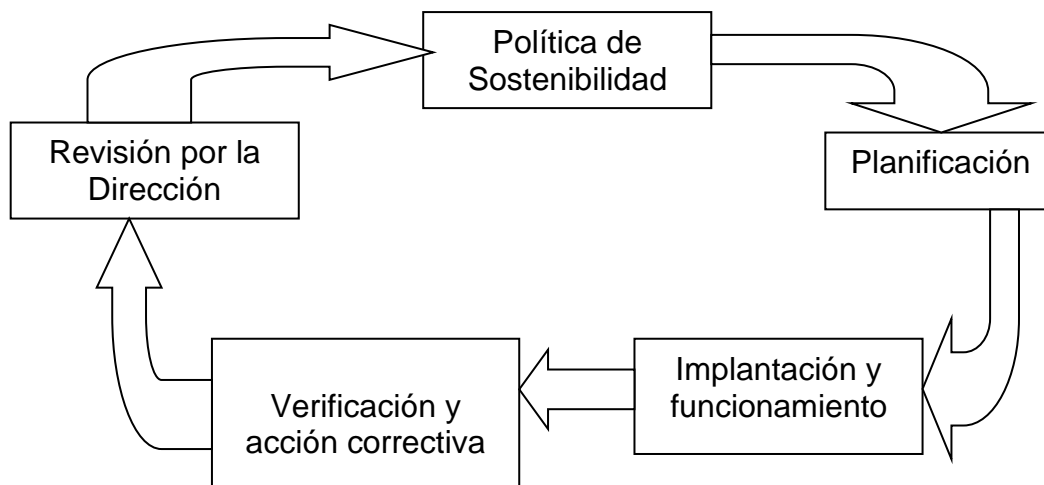 Política de
Sostenibilidad
Planificación
Implantación y
funcionamiento
Verificación y
acción correctiva
Revisión por la
Dirección